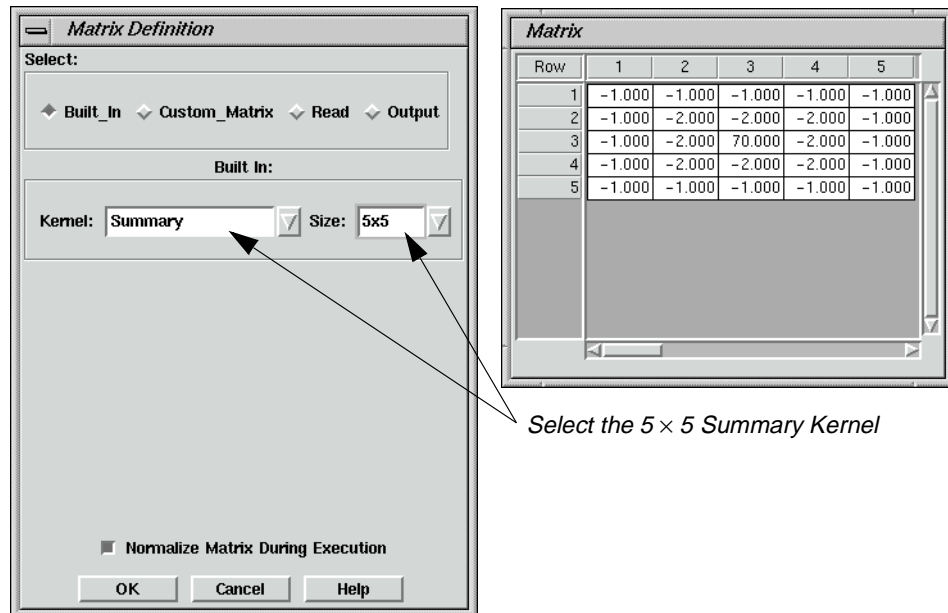 Matrix Definition
Select:
Built_In Custom_Matrix Read Output
Built In:
Kernel: Summary Size: 5x5
Normalize Matrix During Execution
OK Cancel Help
Matrix
Row 1 2 3 4 5
1 -1.000 -1.000 -1.000 -1.000 -1.000
2 -1.000 -2.000 -2.000 -2.000 -1.000
3 -1.000 -2.000 70.000 -2.000 -1.000
4 -1.000 -2.000 -2.000 -2.000 -1.000
5 -1.000 -1.000 -1.000 -1.000 -1.000
Select the 5 × 5 Summary Kernel